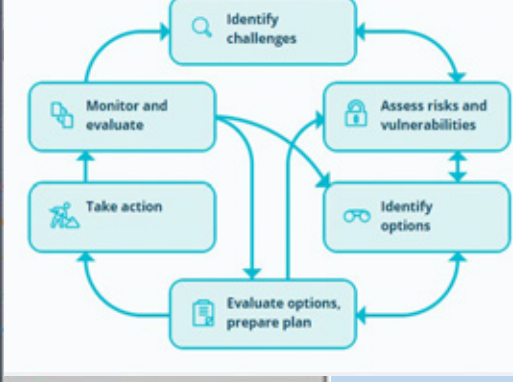 Identify
challenges
Monitor and
evaluate
Assess risks and
vulnerabilities
Take action
Identify
options
Evaluate options,
prepare plan